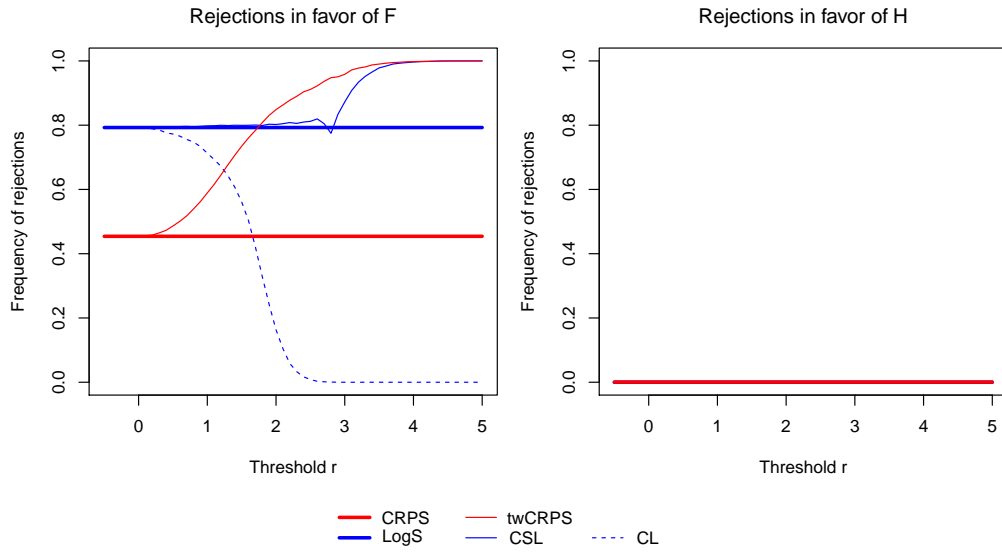 Rejections in favor of F
Frequency of rejections
1.0
0.8
0.6
0.4
0.2
0.0
0 1 2 3 4 5
Threshold r
Rejections in favor of H
Frequency of rejections
1.0
0.8
0.6
0.4
0.2
0.0
0 1 2 3 4 5
Threshold r
CRPS twCRPS
LogS CSL CL